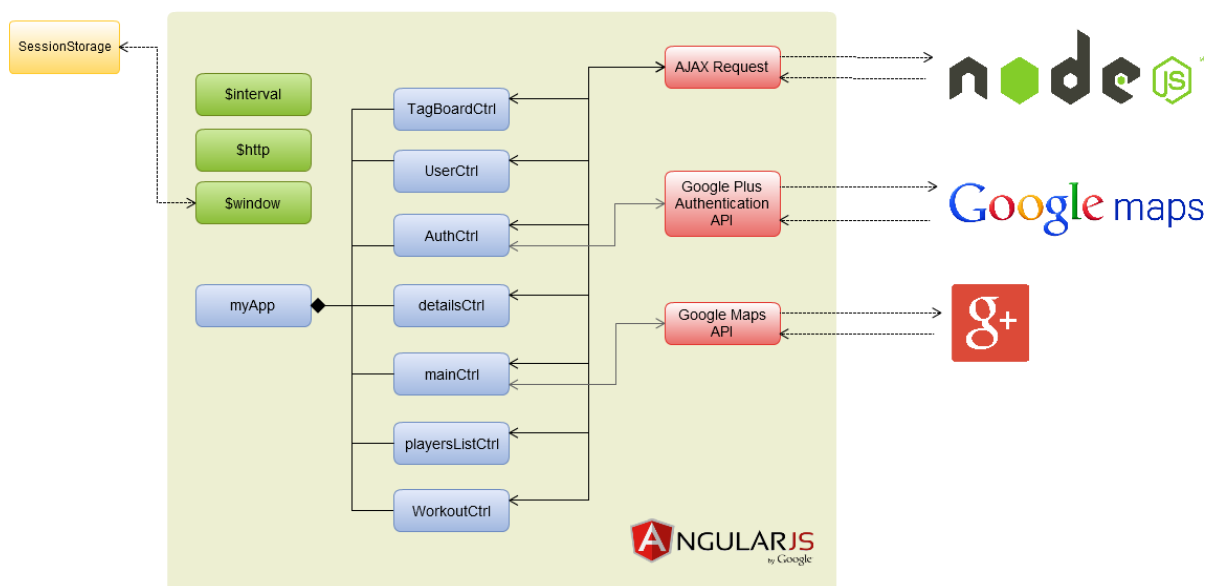 SessionStorage
$interval
$http
$window
myApp
TagBoardCtrl
UserCtrl
AuthCtrl
detailsCtrl
mainCtrl
playersListCtrl
WorkoutCtrl
AJAX Request
Google Plus
Authentication
API
Google Maps
API
node
JS
Google maps
g+
ANGULARJS
by Google